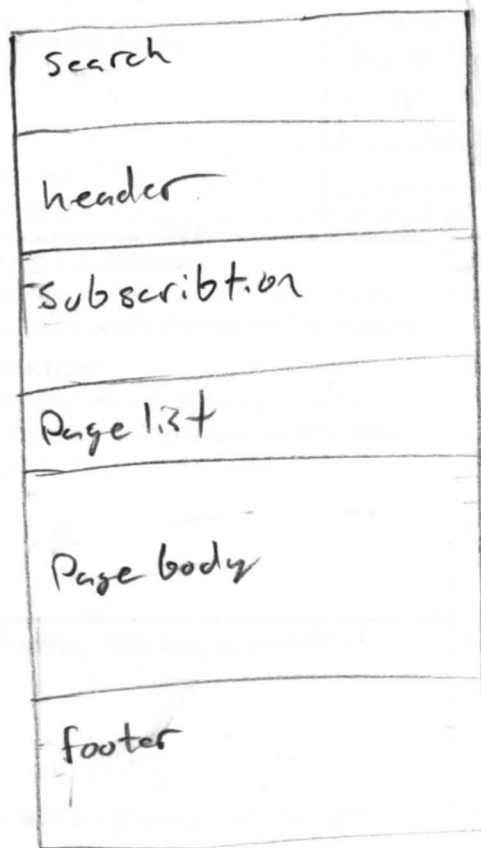 Search
header
Subscribtion
Page list
Page body
footer